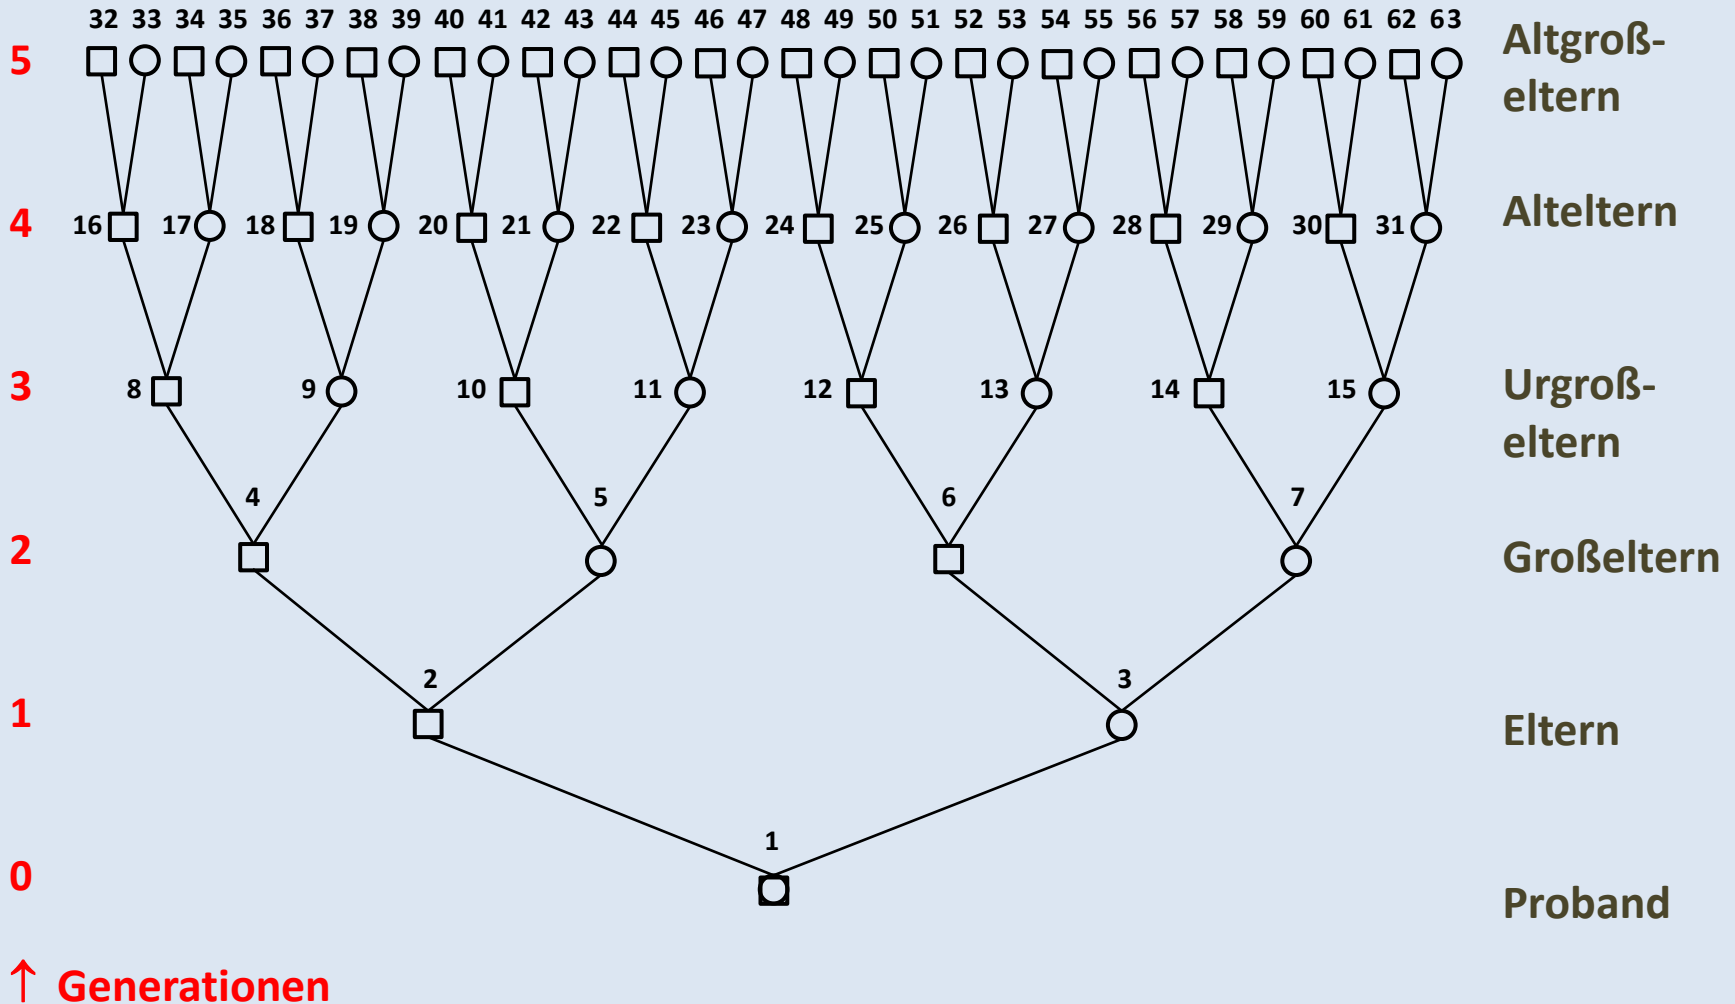 32 33 34 35 36 37 38 39 40 41 42 43 44 45 46 47 48 49 50 51 52 53 54 55 56 57 58 59 60 61 62 63
5
Altgroß-
eltern
4 16 17 18 19 20 21 22 23 24 25 26 27 28 29 30 31 Alteltern
3 8 9 10 11 12 13 14 15 Urgroß-
eltern
4 5 6 7
2 Großeltern
2 3
1 Eltern
1
0 Proband
↑ Generationen